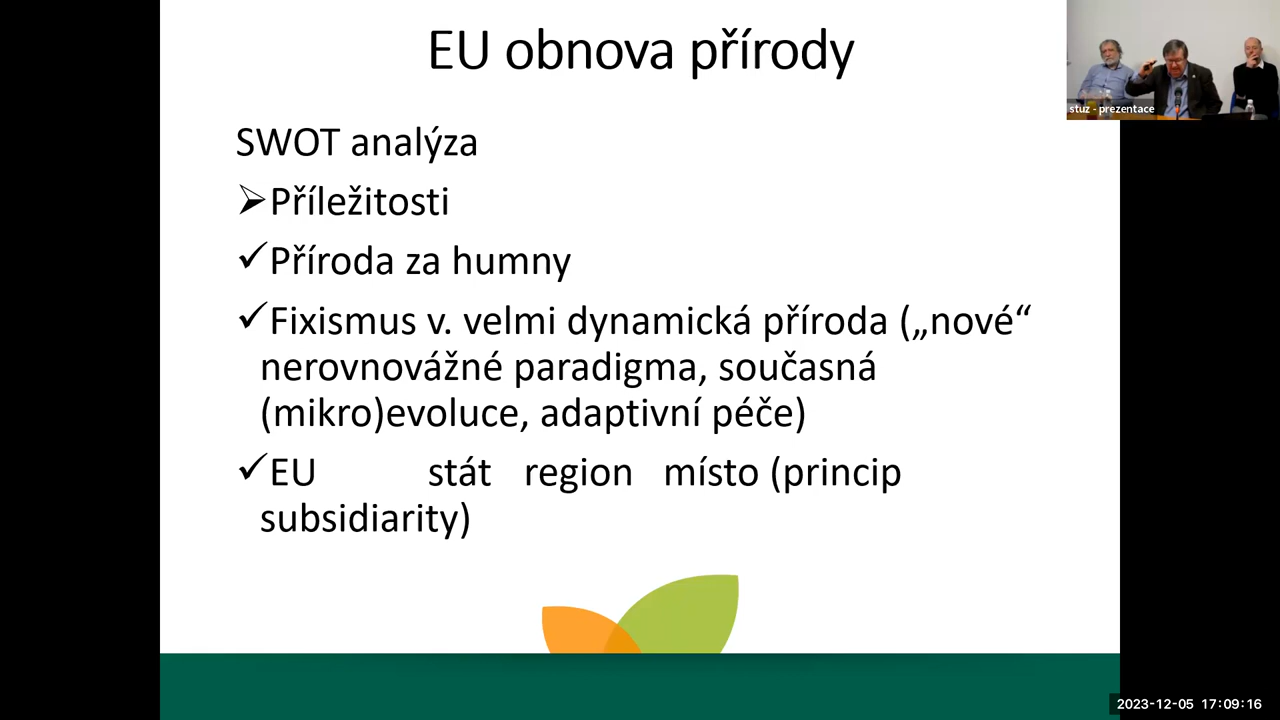 EU obnova přírody
stuz - prezentace
SWOT analýza
➢Příležitosti
✓Příroda za humny
✓Fixismus v. velmi dynamická příroda („nové“
nerovnovážné paradigma, současná
(mikro)evoluce, adaptivní péče)
✓EU stát region místo (princip
subsidiarity)
2023-12-05 17:09:16